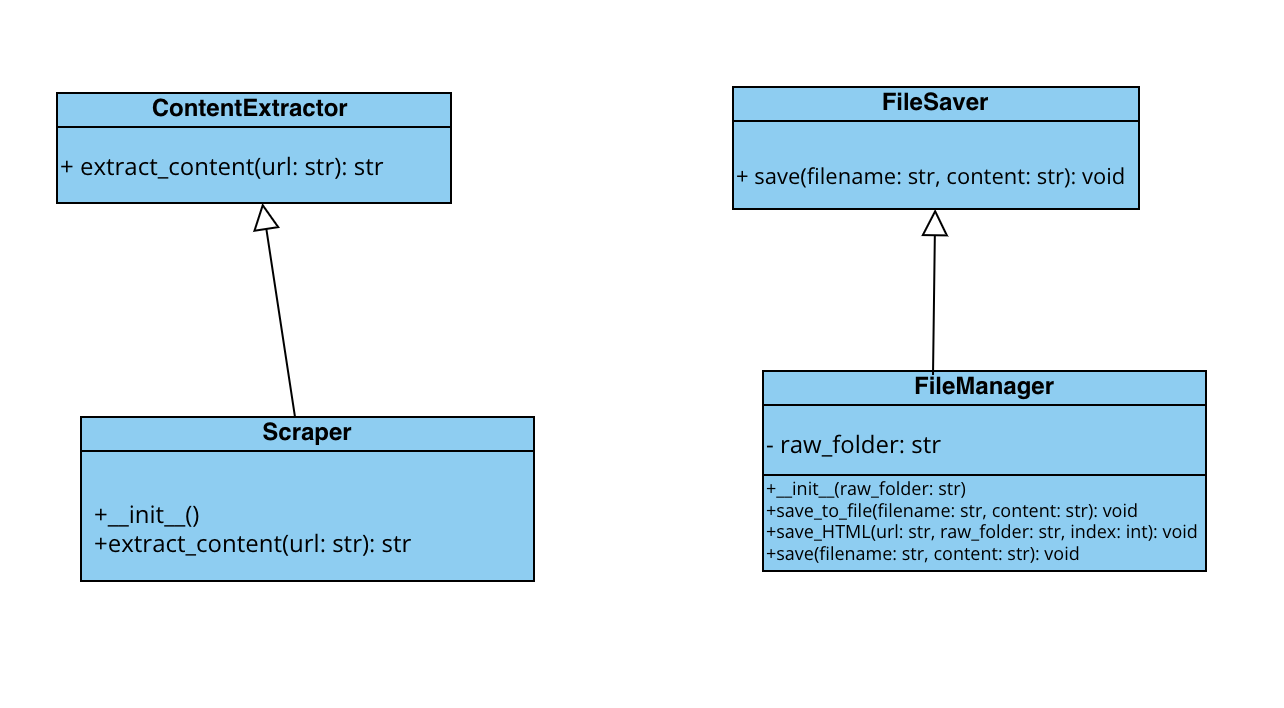 ContentExtractor
+ extract_content(url: str): str
FileSaver
+ save(filename: str, content: str): void
Scraper
+__init__()
+extract_content(url: str): str
FileManager
- raw_folder: str
+__init__(raw_folder: str)
+save_to_file(filename: str, content: str): void
+save_HTML(url: str, raw_folder: str, index: int): void
+save(filename: str, content: str): void